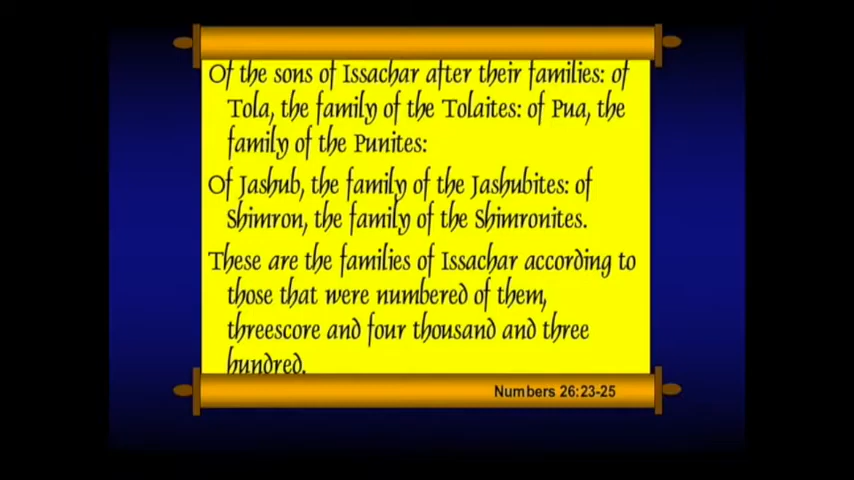 Of the sons of Issachar after their families: of
Tola, the family of the Tolaites: of Pua, the
family of the Punites:
Of Jashub, the family of the Jashubites: of
Shimron, the family of the Shimronites.
These are the families of Issachar according to
those that were numbered of them,
threescore and four thousand and three
hundred.
Numbers 26:23-25